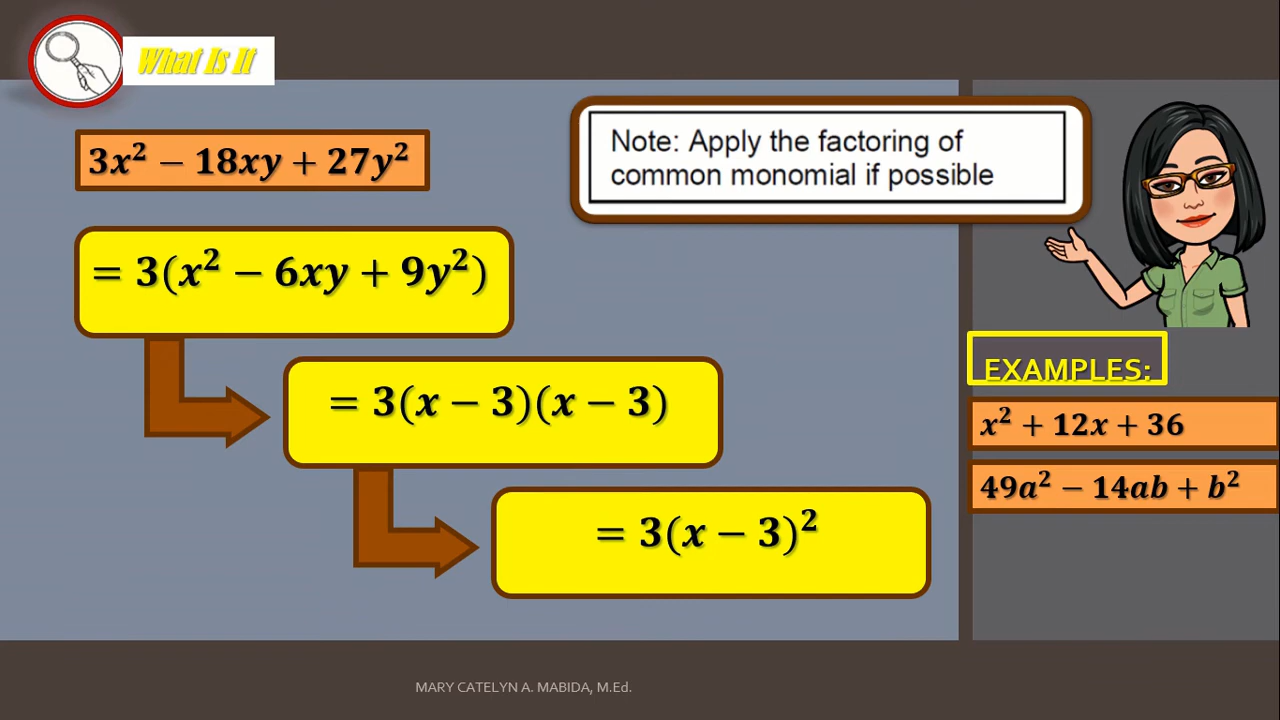 What Is It
3x² − 18xy + 27y²
Note: Apply the factoring of
common monomial if possible
= 3(x² − 6xy + 9y²)
= 3(x − 3)(x − 3)
= 3(x − 3)²
EXAMPLES:
x² + 12x + 36
49a² − 14ab + b²
MARY CATELYN A. MABIDA, M.Ed.